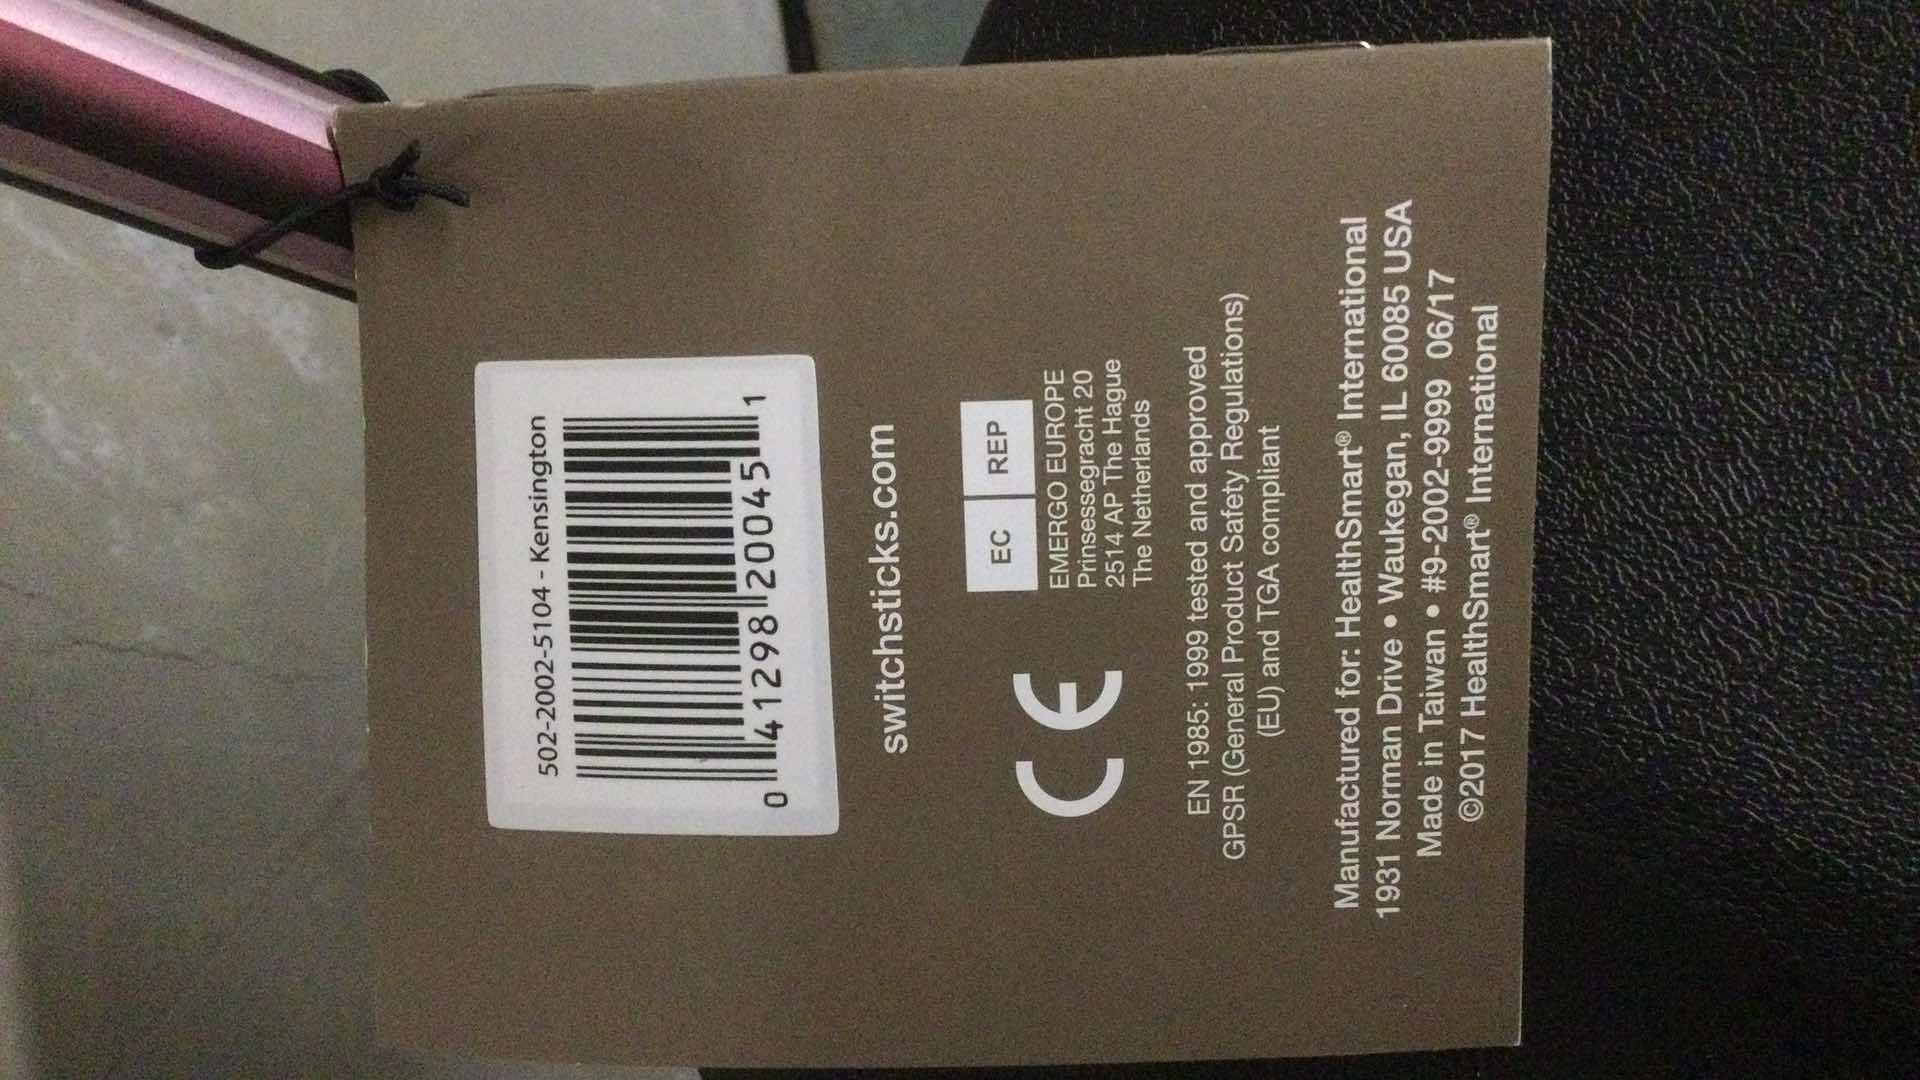 502-2002-5104 - Kensington
0 41298 20045 1
switchsticks.com
CE
EC REP
EMERGO EUROPE
Prinsessegracht 20
2514 AP The Hague
The Netherlands
EN 1985: 1999 tested and approved
GPSR (General Product Safety Regulations)
(EU) and TGA compliant
Manufactured for: HealthSmart® International
1931 Norman Drive • Waukegan, IL 60085 USA
Made in Taiwan • #9-2002-9999 06/17
©2017 HealthSmart® International